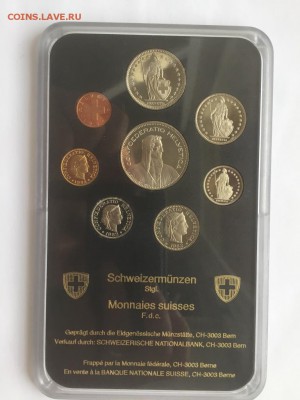 COINS.LAVE.RU
CONFOEDERATIO HELVETICA
Schweizermünzen
Stgl.
Monnaies suisses
F.d.c.
Geprägt durch die Eidgenössische Münzstätte, CH-3003 Bern
Verkauf durch: SCHWEIZERISCHE NATIONALBANK, CH-3003 Bern
Frappé par la Monnaie fédérale, CH-3003 Berne
En vente à la BANQUE NATIONALE SUISSE, CH-3003 Berne